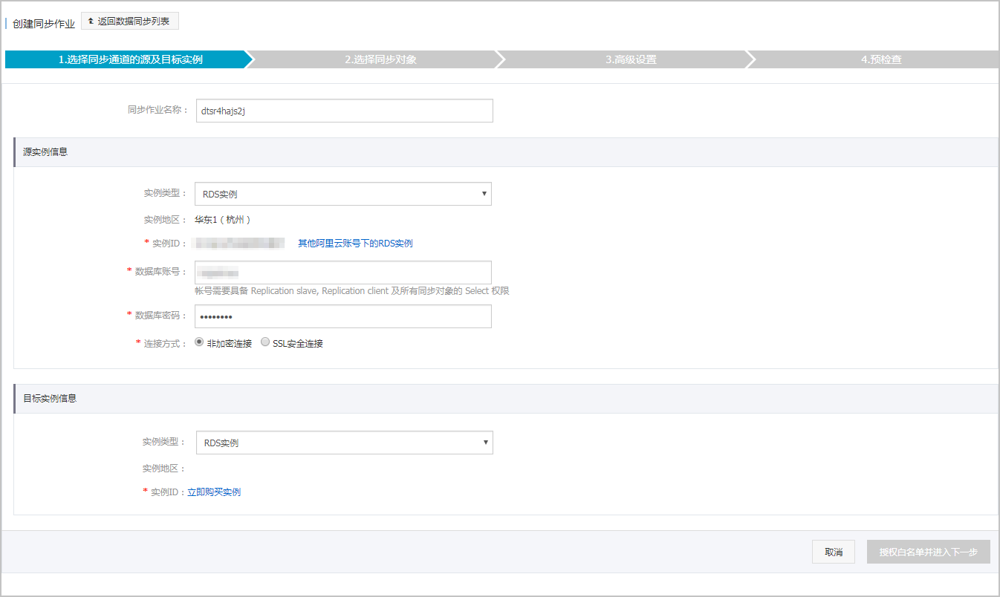 创建同步作业 返回数据同步列表
1.选择同步通道的源及目标实例 2.选择同步对象 3.高级设置 4.预检查
同步作业名称： dtsr4hajs2j
源实例信息
实例类型： RDS实例
实例地区： 华东1（杭州）
* 实例ID： 其他阿里云账号下的RDS实例
* 数据库账号：
帐号需要具备 Replication slave, Replication client 及所有同步对象的 Select 权限
* 数据库密码： ••••••••
* 连接方式： 非加密连接 SSL安全连接
目标实例信息
实例类型： RDS实例
实例地区：
* 实例ID：立即购买实例
取消 授权白名单并进入下一步